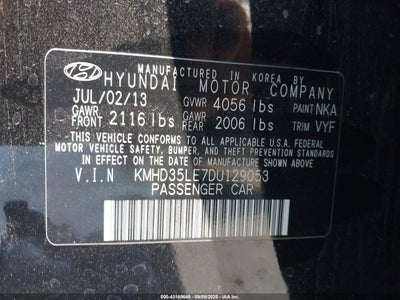 MANUFACTURED IN KOREA BY
HYUNDAI MOTOR COMPANY
JUL/02/13 GVWR 4056 lbs PAINT NKA
GAWR FRONT 2116 lbs GAWR REAR 2006 lbs TRIM VYF
THIS VEHICLE CONFORMS TO ALL APPLICABLE U.S.A. FEDERAL
MOTOR VEHICLE SAFETY, BUMPER, AND THEFT PREVENTION
STANDARDS IN EFFECT ON THE DATE OF MANUFACTURE SHOWN ABOVE.
V.I.N KMHD35LE7DU129053
PASSENGER CAR
000-43165648 - 09/05/2025 - IAAI.COM